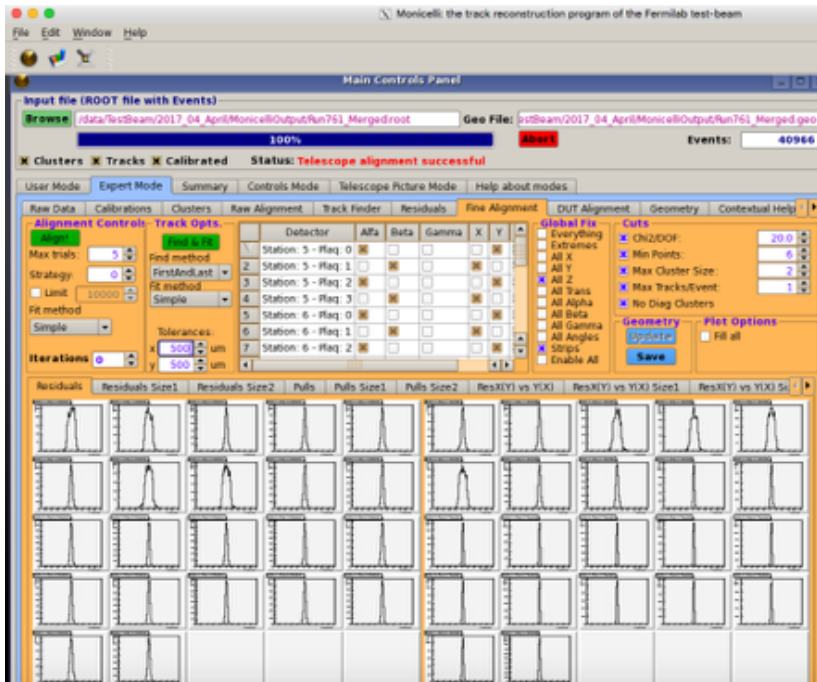 Monicelli: the track reconstruction program of the Fermilab test-beam
File Edit Window Help
Main Controls Panel
Input file (ROOT file with Events)
Browse /data/TestBeam/2017_04_April/MonicelliOutput/Run761_Merged.root Geo File: estBeam/2017_04_April/MonicelliOutput/Run761_Merged.geo
100% Abort Events: 40966
Clusters Tracks Calibrated Status: Telescope alignment successful
User Mode Expert Mode Summary Controls Mode Telescope Picture Mode Help about modes
Raw Data Calibrations Clusters Raw Alignment Track Finder Residuals Fine Alignment DUT Alignment Geometry Contextual Help
Alignment Controls
Align!
Max trials: 5
Strategy: 0
Limit 10000
Fit method
Simple
Iterations 0
Track Opts.
Find & Fit
Find method
FirstAndLast
Fit method
Simple
Tolerances:
x 500 um
y 500 um
Detector Alfa Beta Gamma X Y
Station: 5 - Plaq: 0
2 Station: 5 - Plaq: 1
3 Station: 5 - Plaq: 2
4 Station: 5 - Plaq: 3
5 Station: 6 - Plaq: 0
6 Station: 6 - Plaq: 1
7 Station: 6 - Plaq: 2
Global Fix
Everything
Extremes
All X
All Y
All Z
All Trans
All Alpha
All Beta
All Gamma
All Angles
Strips
Enable All
Cuts
Chi2/DOF: 20.0
Min Points: 6
Max Cluster Size: 2
Max Tracks/Event: 1
No Diag Clusters
Geometry
Update
Save
Plot Options
Fill all
Residuals Residuals Size1 Residuals Size2 Pulls Pulls Size1 Pulls Size2 ResX(Y) vs Y(X) ResX(Y) vs Y(X) Size1 ResX(Y) vs Y(X) Si